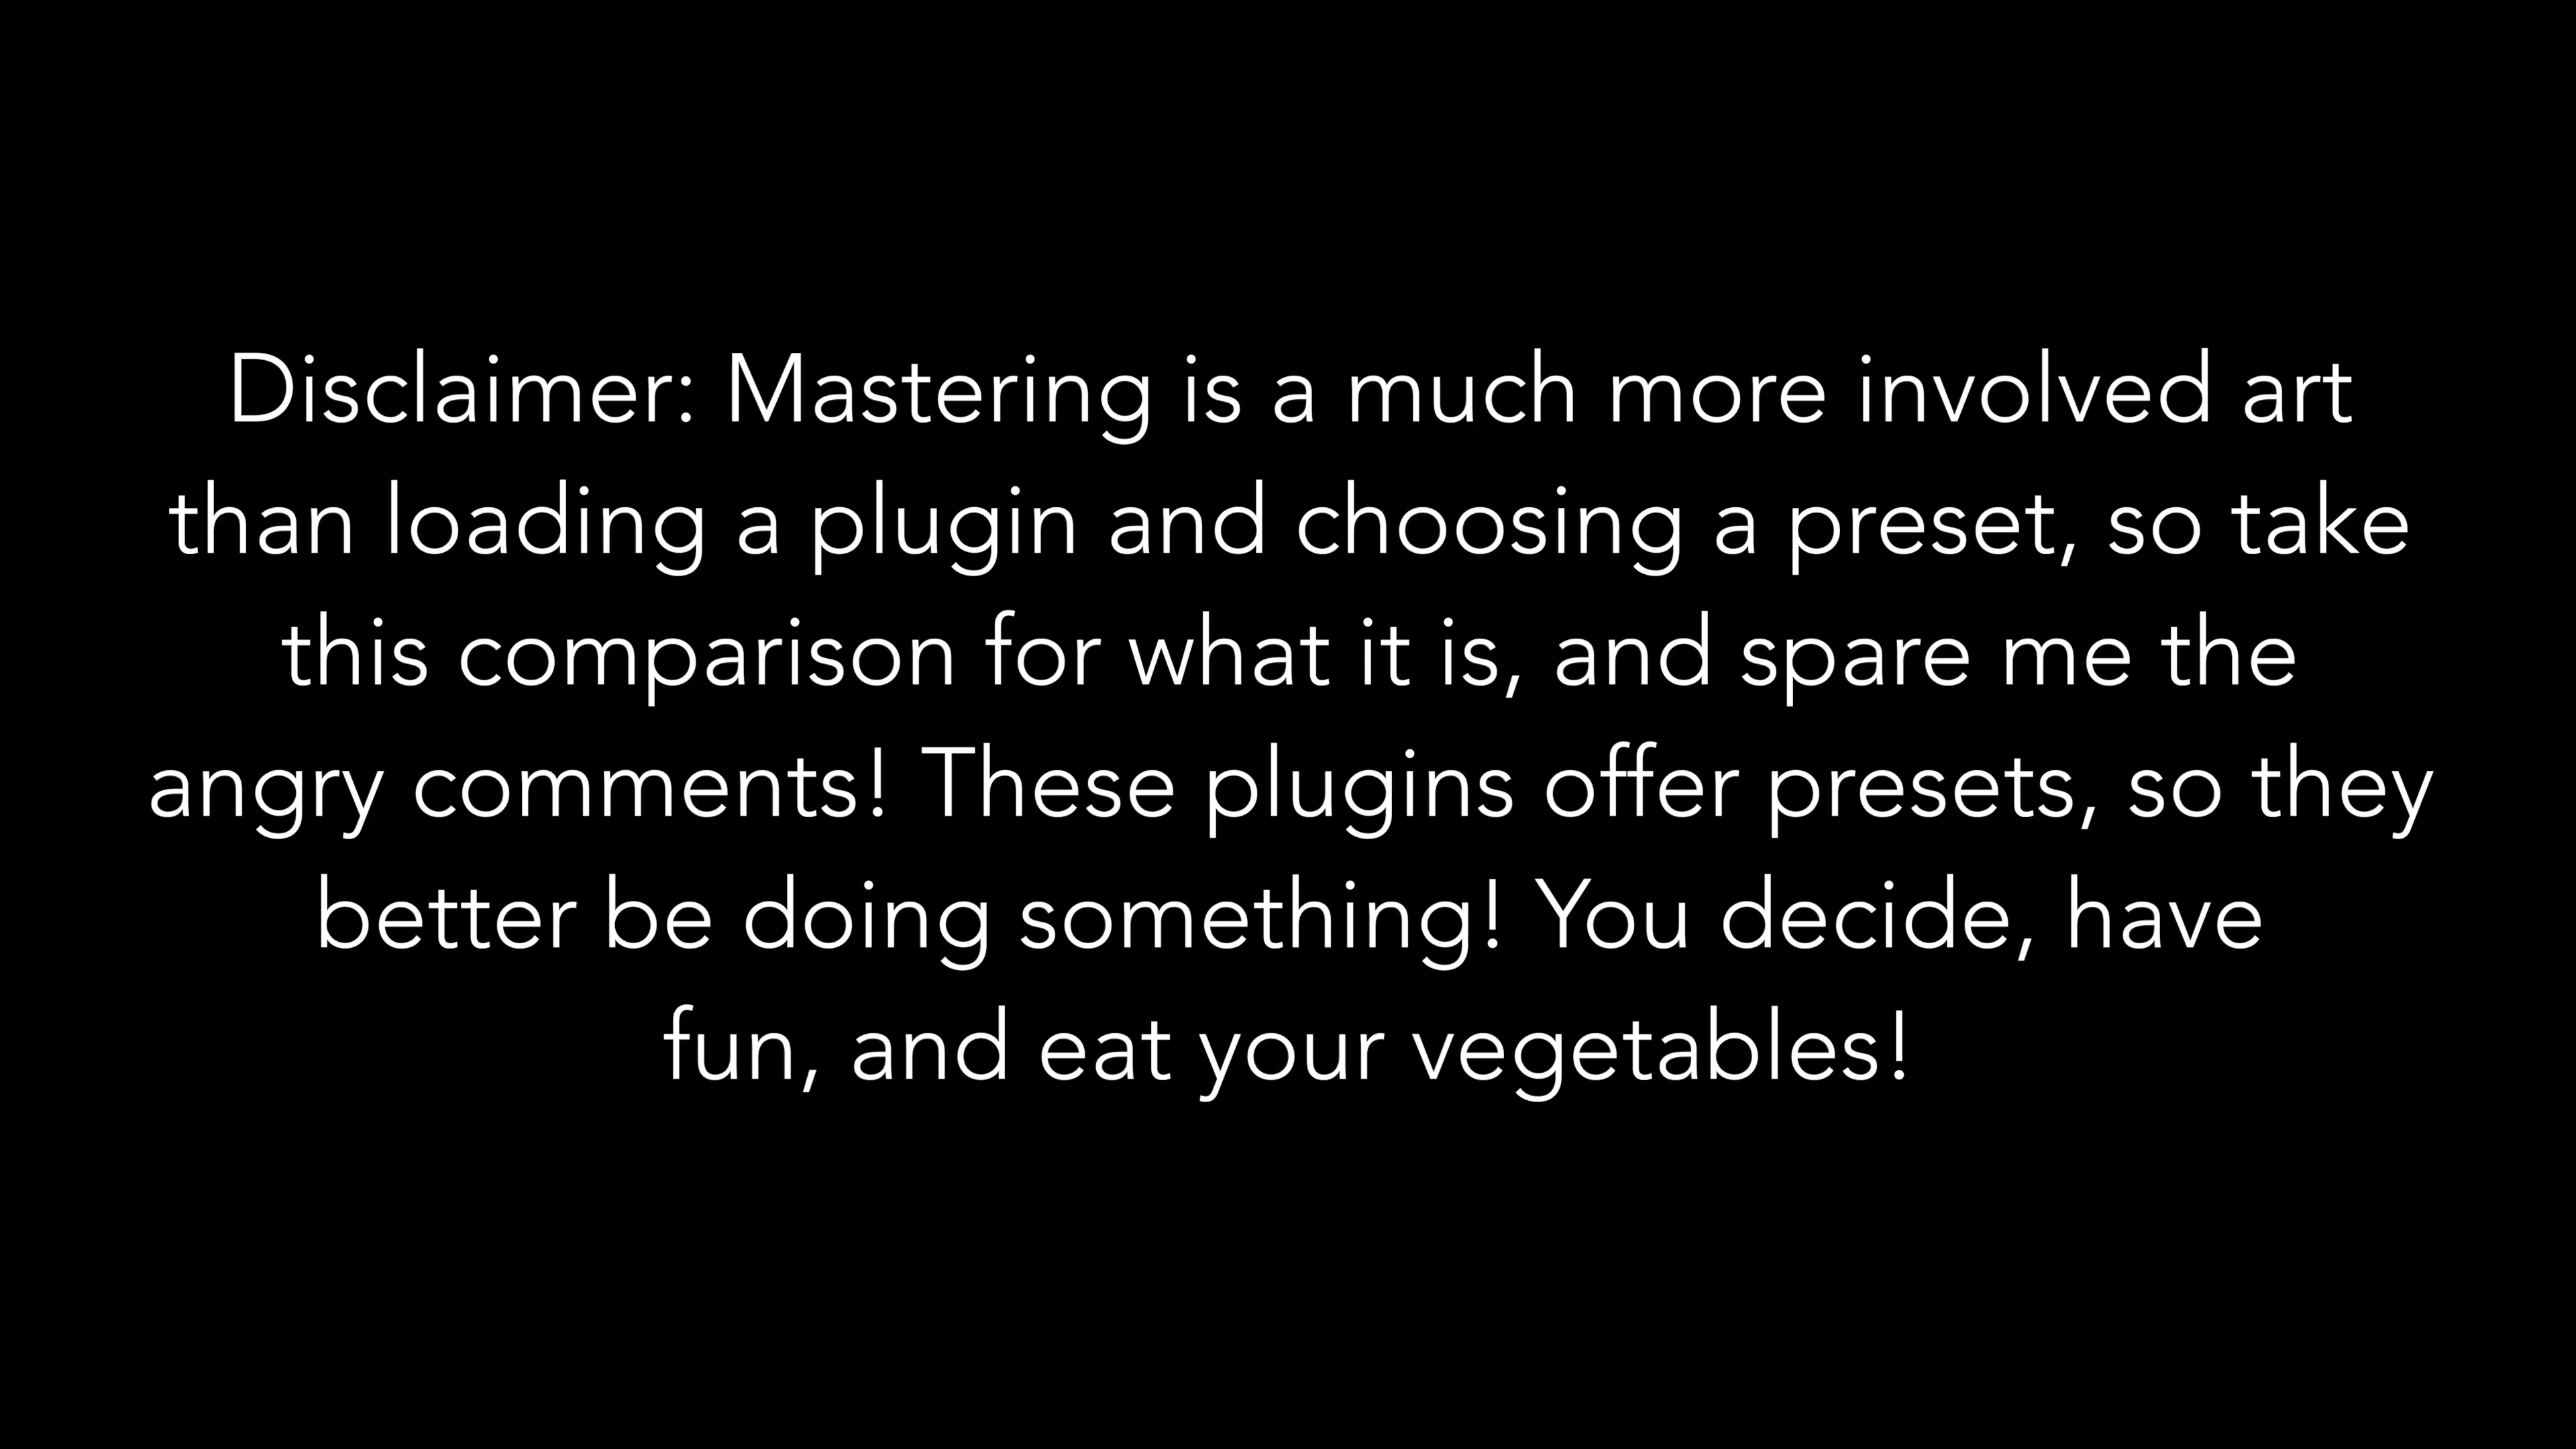 Disclaimer: Mastering is a much more involved art
than loading a plugin and choosing a preset, so take
this comparison for what it is, and spare me the
angry comments! These plugins offer presets, so they
better be doing something! You decide, have
fun, and eat your vegetables!